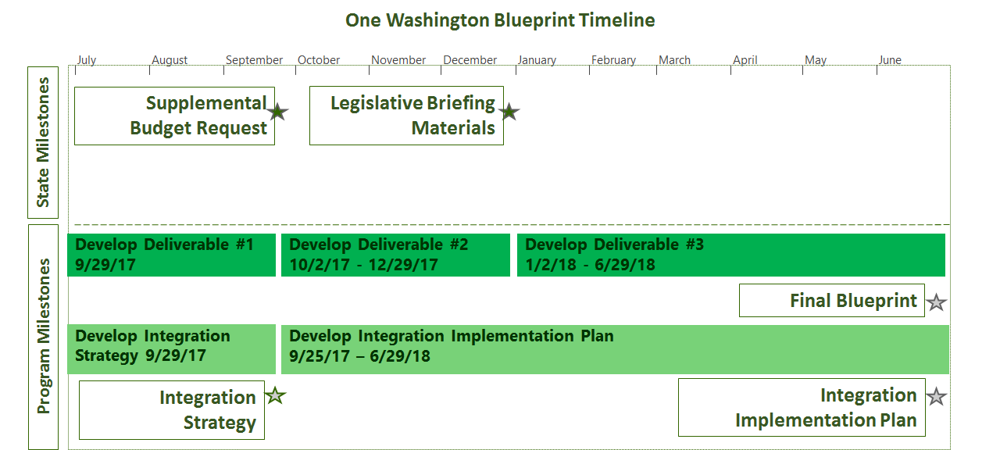 One Washington Blueprint Timeline
July August September October November December January February March April May June
State Milestones
Supplemental
Budget Request
Legislative Briefing
Materials
Program Milestones
Develop Deliverable #1
9/29/17
Develop Deliverable #2
10/2/17 - 12/29/17
Develop Deliverable #3
1/2/18 - 6/29/18
Final Blueprint
Develop Integration
Strategy 9/29/17
Develop Integration Implementation Plan
9/25/17 – 6/29/18
Integration
Strategy
Integration
Implementation Plan